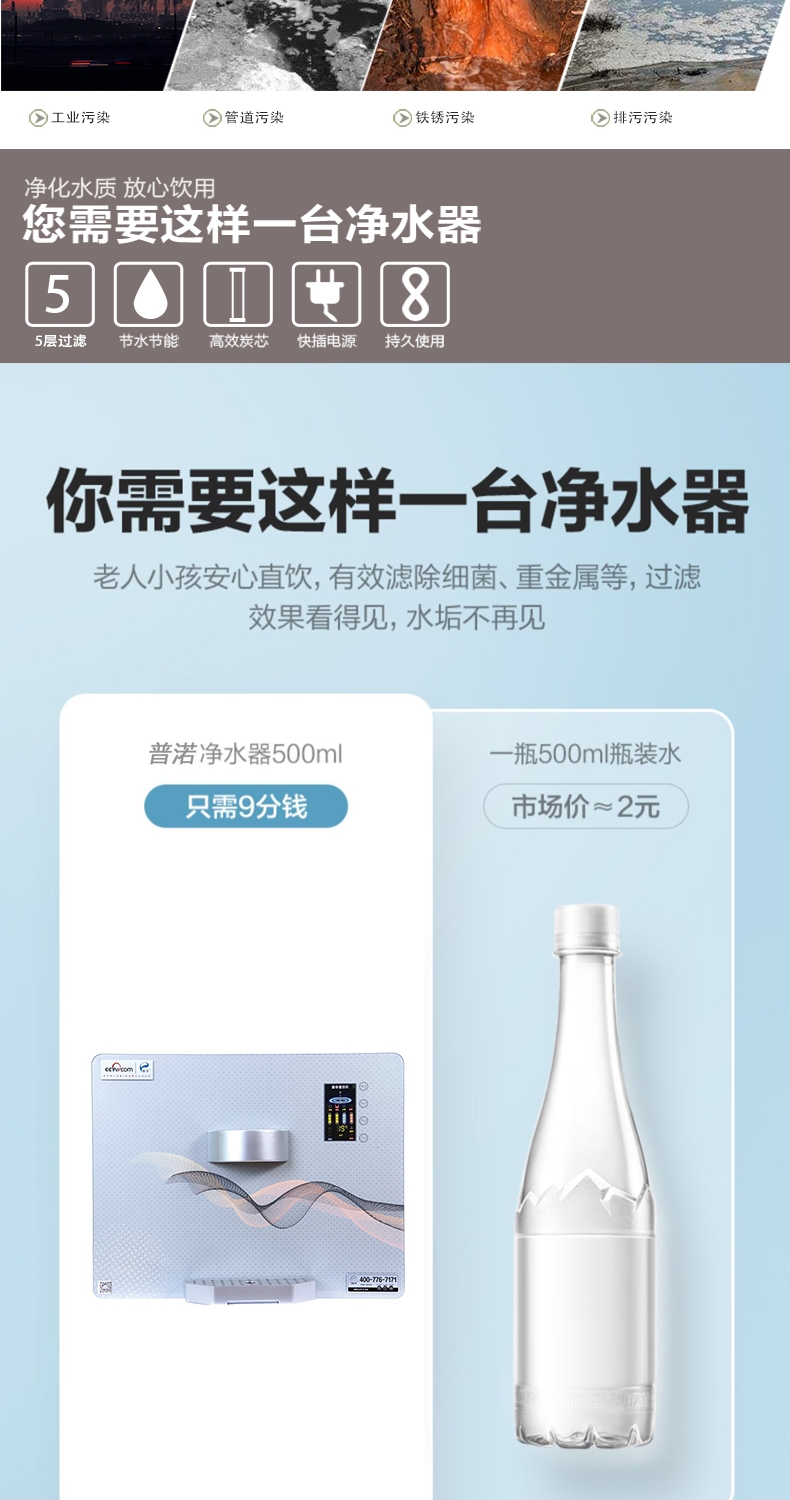 工业污染
管道污染
铁锈污染
排污污染
净化水质 放心饮用
您需要这样一台净水器
5
5层过滤
节水节能
高效炭芯
快插电源
持久使用
你需要这样一台净水器
老人小孩安心直饮, 有效滤除细菌、重金属等, 过滤
效果看得见, 水垢不再见
普渃净水器500ml
只需9分钱
一瓶500ml瓶装水
市场价≈2元
400-776-7171